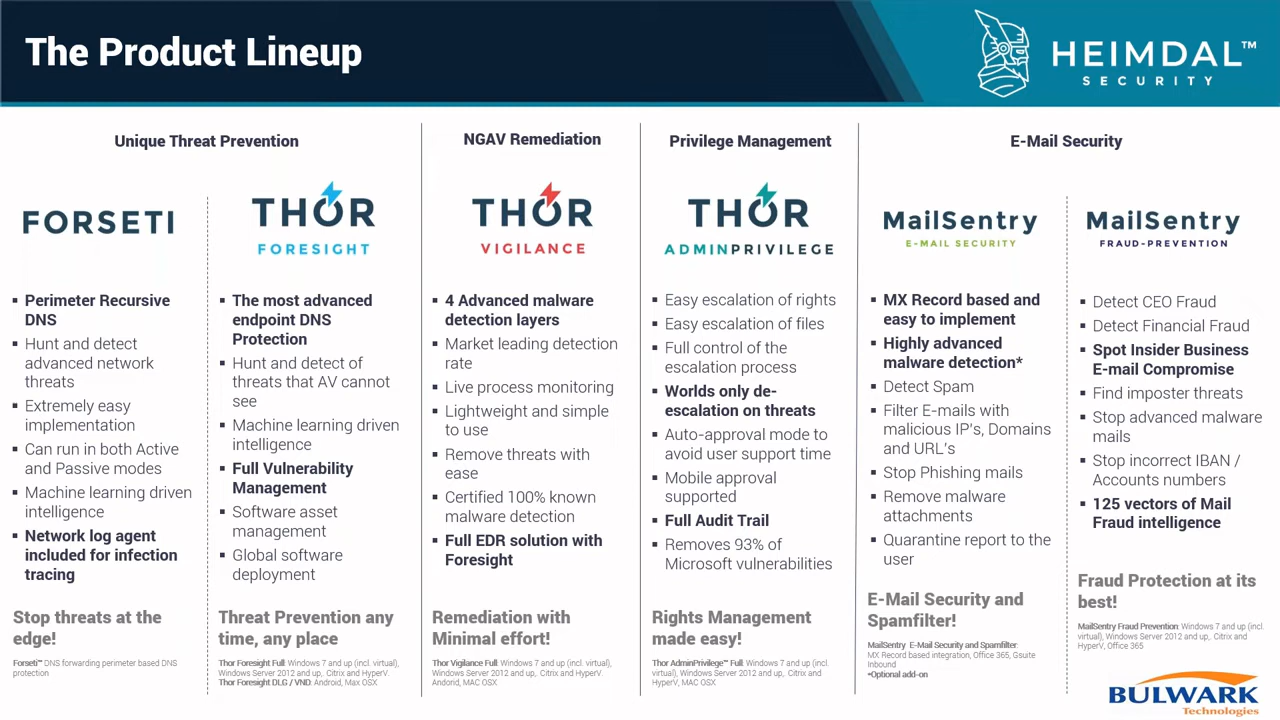 The Product Lineup
HEIMDAL™
SECURITY
Unique Threat Prevention
FORSETI
▪ Perimeter Recursive
DNS
▪ Hunt and detect
advanced network
threats
▪ Extremely easy
implementation
▪ Can run in both Active
and Passive modes
▪ Machine learning driven
intelligence
▪ Network log agent
included for infection
tracing
Stop threats at the
edge!
Forseti™ DNS forwarding perimeter based DNS
protection
THOR
FORESIGHT
▪ The most advanced
endpoint DNS
Protection
▪ Hunt and detect of
threats that AV cannot
see
▪ Machine learning driven
intelligence
▪ Full Vulnerability
Management
▪ Software asset
management
▪ Global software
deployment
Threat Prevention any
time, any place
Thor Foresight Full: Windows 7 and up (incl. virtual),
Windows Server 2012 and up, Citrix and HyperV.
Thor Foresight DLG / VND: Android, Max OSX
NGAV Remediation
THOR
VIGILANCE
▪ 4 Advanced malware
detection layers
▪ Market leading detection
rate
▪ Live process monitoring
▪ Lightweight and simple
to use
▪ Remove threats with
ease
▪ Certified 100% known
malware detection
▪ Full EDR solution with
Foresight
Remediation with
Minimal effort!
Thor Vigilance Full: Windows 7 and up (incl. virtual),
Windows Server 2012 and up, Citrix and HyperV.
Andorid, MAC OSX
Privilege Management
THOR
ADMINPRIVILEGE
▪ Easy escalation of rights
▪ Easy escalation of files
▪ Full control of the
escalation process
▪ Worlds only de-
escalation on threats
▪ Auto-approval mode to
avoid user support time
▪ Mobile approval
supported
▪ Full Audit Trail
▪ Removes 93% of
Microsoft vulnerabilities
Rights Management
made easy!
Thor AdminPrivilege™ Full: Windows 7 and up (incl.
virtual), Windows Server 2012 and up, Citrix and
HyperV, MAC OSX
E-Mail Security
MailSentry
E-MAIL SECURITY
▪ MX Record based and
easy to implement
▪ Highly advanced
malware detection*
▪ Detect Spam
▪ Filter E-mails with
malicious IP's, Domains
and URL's
▪ Stop Phishing mails
▪ Remove malware
attachments
▪ Quarantine report to the
user
E-Mail Security and
Spamfilter!
MailSentry E-Mail Security and Spamfilter:
MX Record based integration, Office 365, Gsuite
Inbound
*Optional add-on
MailSentry
FRAUD-PREVENTION
▪ Detect CEO Fraud
▪ Detect Financial Fraud
▪ Spot Insider Business
E-mail Compromise
▪ Find imposter threats
▪ Stop advanced malware
mails
▪ Stop incorrect IBAN /
Accounts numbers
▪ 125 vectors of Mail
Fraud intelligence
Fraud Protection at its
best!
MailSentry Fraud Prevention: Windows 7 and up (incl.
virtual), Windows Server 2012 and up, Citrix and
HyperV, Office 365
BULWARK
Technologies